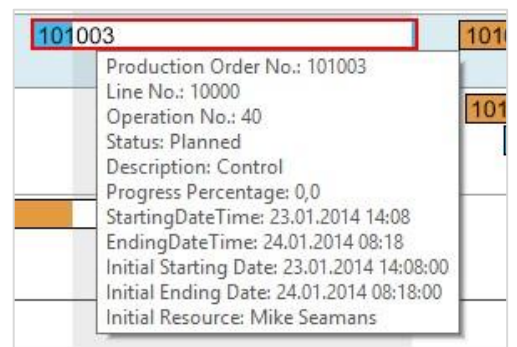 101003
101
Production Order No.: 101003
Line No.: 10000
Operation No.: 40
Status: Planned
Description: Control
Progress Percentage: 0,0
StartingDateTime: 23.01.2014 14:08
EndingDateTime: 24.01.2014 08:18
Initial Starting Date: 23.01.2014 14:08:00
Initial Ending Date: 24.01.2014 08:18:00
Initial Resource: Mike Seamans
101